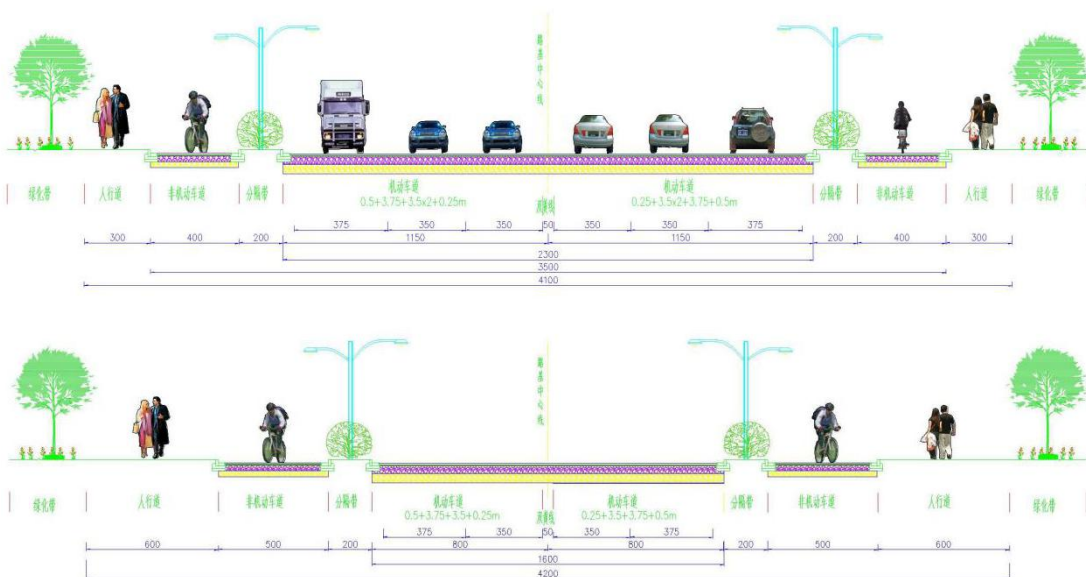 路基中心线
绿化带 人行道 非机动车道 分隔带 机动车道 机动车道 分隔带 非机动车道 人行道 绿化带
0.5+3.75+3.5x2+0.25m 双黄线 0.25+3.5x2+3.75+0.5m
375 350 350 50 350 350 375
300 400 200 1150 1150 200 400 300
2300
3500
4100
路基中心线
绿化带 人行道 非机动车道 分隔带 机动车道 机动车道 分隔带 非机动车道 人行道 绿化带
0.5+3.75+3.5+0.25m 双黄线 0.25+3.5+3.75+0.5m
375 350 50 350 375
600 500 200 800 800 200 500 600
1600
4200